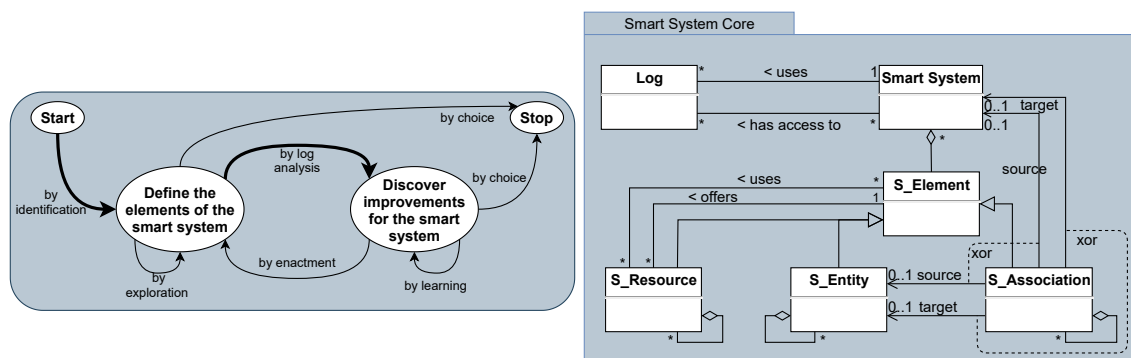 Start
Stop
by choice
by log
analysis
by
identification
Define the
elements of the
smart system
Discover
improvements
for the smart
system
by choice
by enactment
by
exploration
by learning
Smart System Core
Log
* < uses 1
Smart System
* < has access to *
0..1 target
0..1
*
source
S_Element
< uses *
< offers 1
xor
xor
* *
S_Resource
S_Entity
0..1 source
0..1 target
S_Association
*
*
*